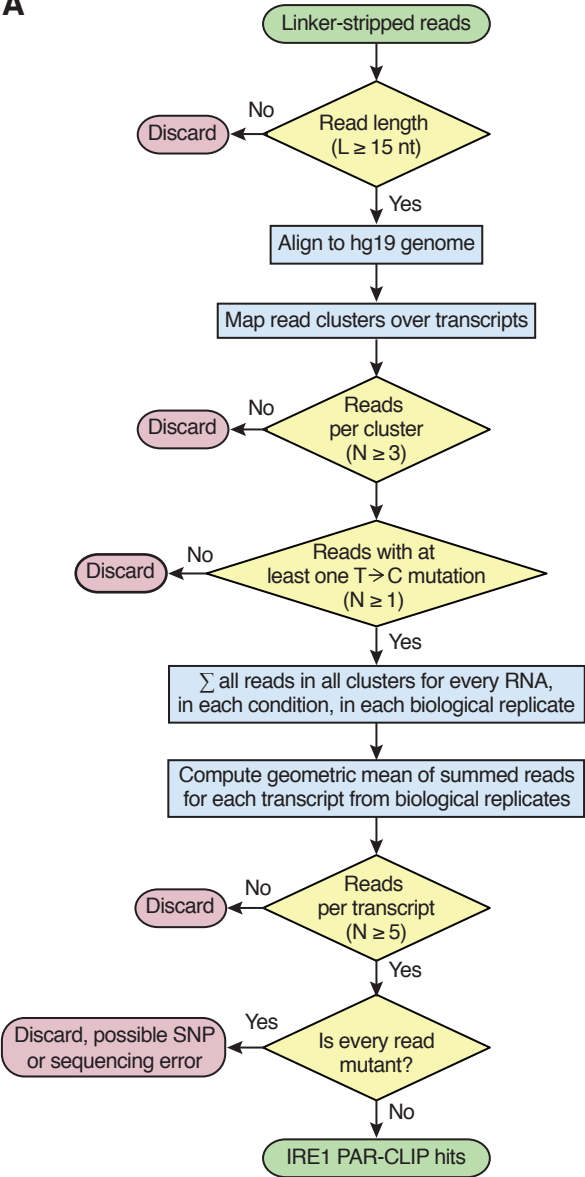 A
Linker-stripped reads
Read length
(L ≥ 15 nt)
No
Discard
Yes
Align to hg19 genome
Map read clusters over transcripts
Reads
per cluster
(N ≥ 3)
No
Discard
Reads with at
least one T→C mutation
(N ≥ 1)
No
Discard
Yes
∑ all reads in all clusters for every RNA,
in each condition, in each biological replicate
Compute geometric mean of summed reads
for each transcript from biological replicates
Reads
per transcript
(N ≥ 5)
No
Discard
Yes
Is every read
mutant?
Yes
Discard, possible SNP
or sequencing error
No
IRE1 PAR-CLIP hits